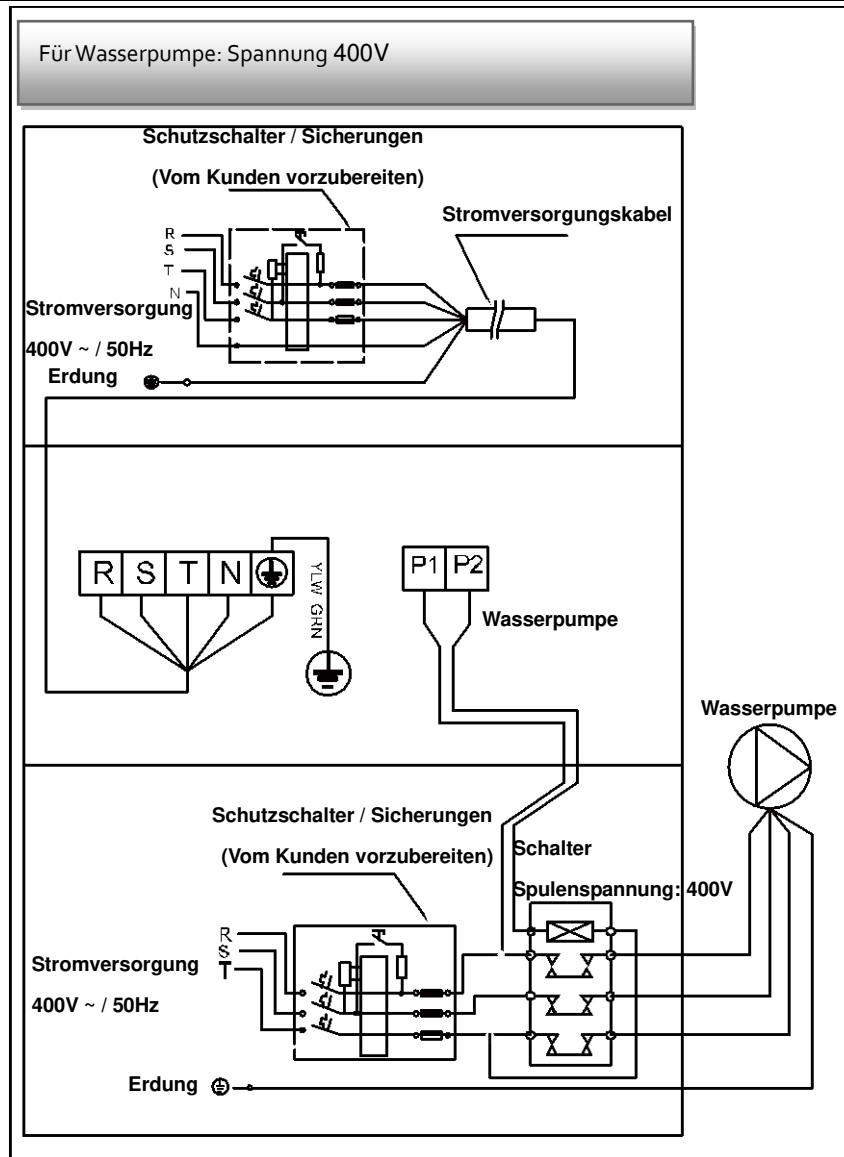 Für Wasserpumpe: Spannung 400V
Schutzschalter / Sicherungen
(Vom Kunden vorzubereiten)
Stromversorgungskabel
R
S
T
N
Stromversorgung
400V ~ / 50Hz
Erdung
R S T N
YLW GRN
P1 P2
Wasserpumpe
Wasserpumpe
Schutzschalter / Sicherungen
(Vom Kunden vorzubereiten)
Schalter
Spulenspannung: 400V
R
S
T
Stromversorgung
400V ~ / 50Hz
Erdung